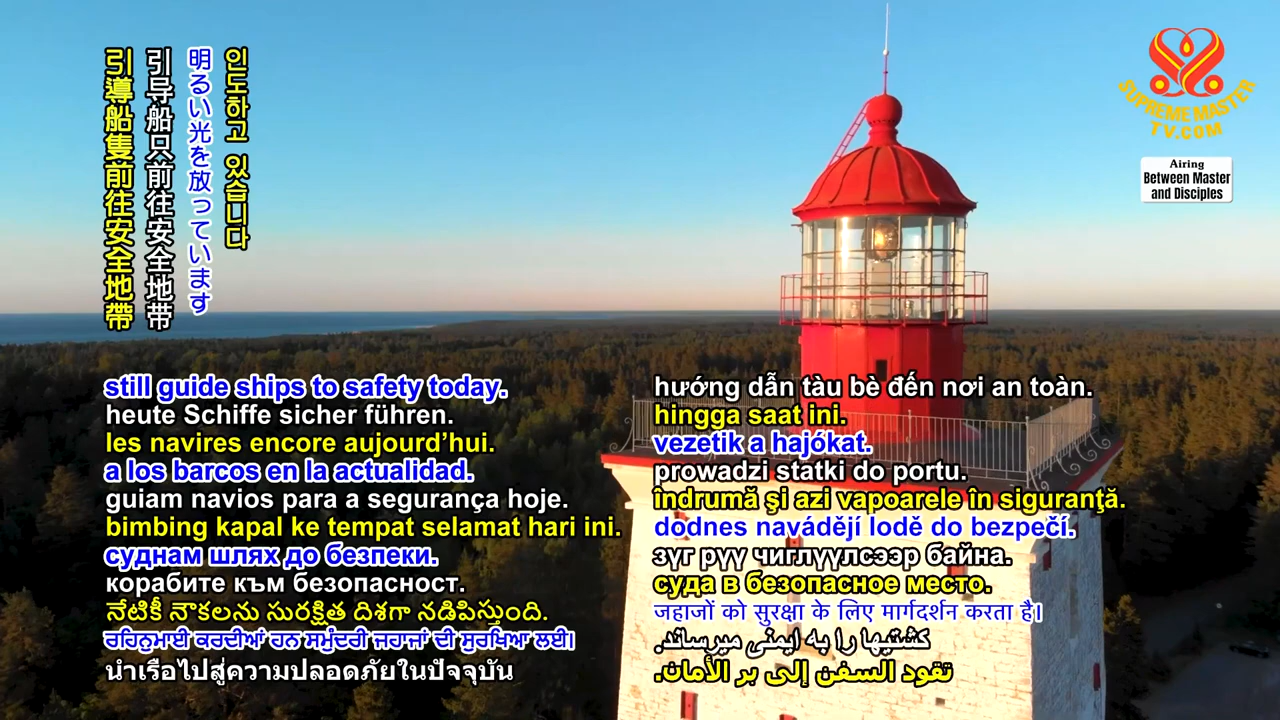 引導船隻前往安全地帶
引导船只前往安全地带
明るい光を放っています
인도하고 있습니다
SUPREME MASTER
TV.COM
Airing
Between Master
and Disciples
still guide ships to safety today.
heute Schiffe sicher führen.
les navires encore aujourd’hui.
a los barcos en la actualidad.
guiam navios para a segurança hoje.
bimbing kapal ke tempat selamat hari ini.
суднам шлях до безпеки.
корабите към безопасност.
నేటికీ నౌకలను సురక్షిత దిశగా నడిపిస్తుంది.
ਰਹਿਨੁਮਾਈ ਕਰਦੀਆਂ ਹਨ ਸਮੁੰਦਰੀ ਜਹਾਜਾਂ ਦੀ ਸੁਰਖਿਆ ਲਈ।
นำเรือไปสู่ความปลอดภัยในปัจจุบัน
hướng dẫn tàu bè đến nơi an toàn.
hingga saat ini.
vezetik a hajókat.
prowadzi statki do portu.
îndrumă şi azi vapoarele în siguranţă.
dodnes navádějí lodě do bezpečí.
зүг рүү чиглүүлсээр байна.
суда в безопасное место.
जहाजों को सुरक्षा के लिए मार्गदर्शन करता है।
کشتیها را به ایمنی میرساند.
تقود السفن إلى بر الأمان.